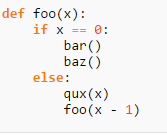 def foo(x):
    if x == 0:
        bar()
        baz()
    else:
        qux(x)
        foo(x - 1)